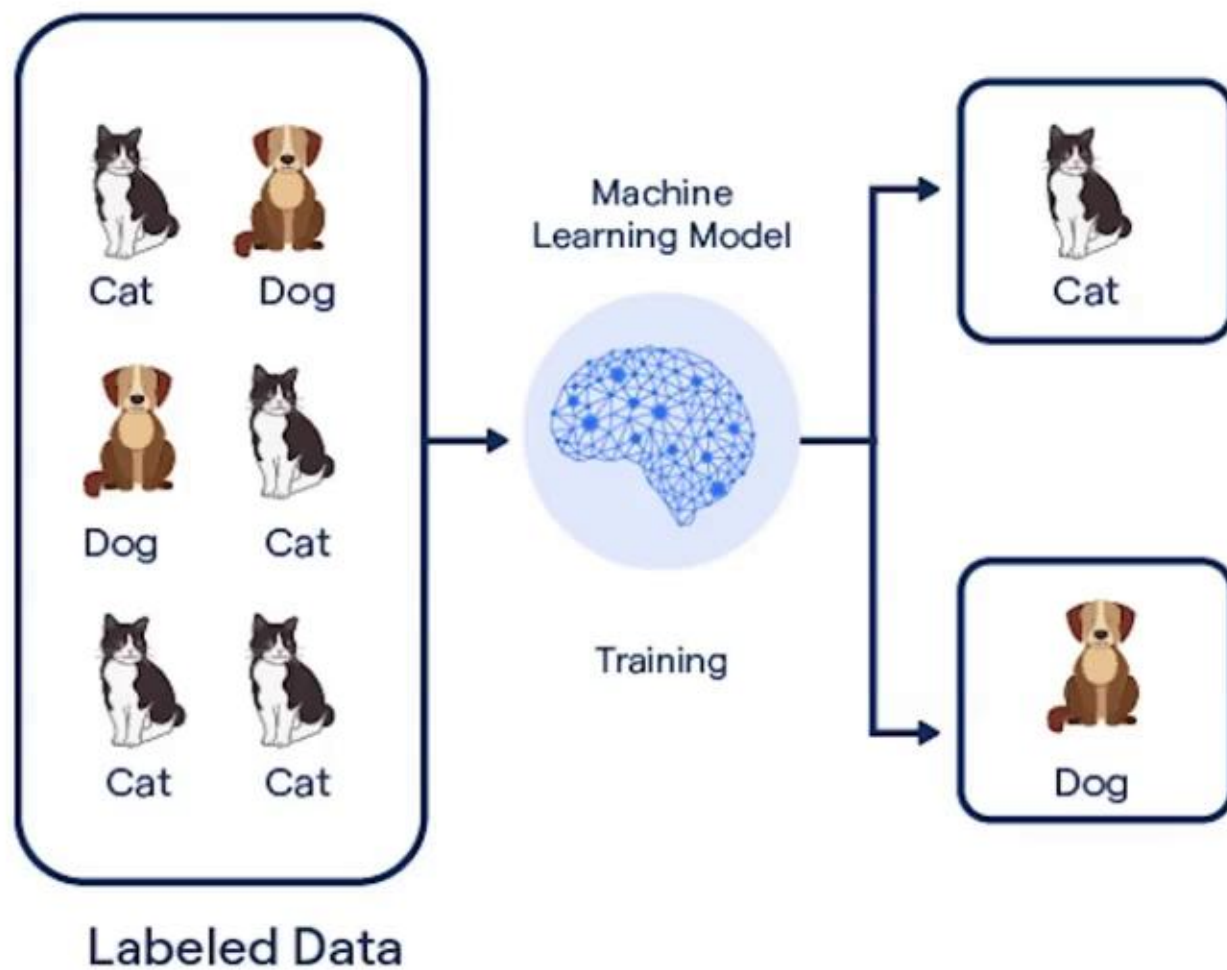 Cat Dog
Dog Cat
Cat Cat
Labeled Data
Machine
Learning Model
Training
Cat
Dog